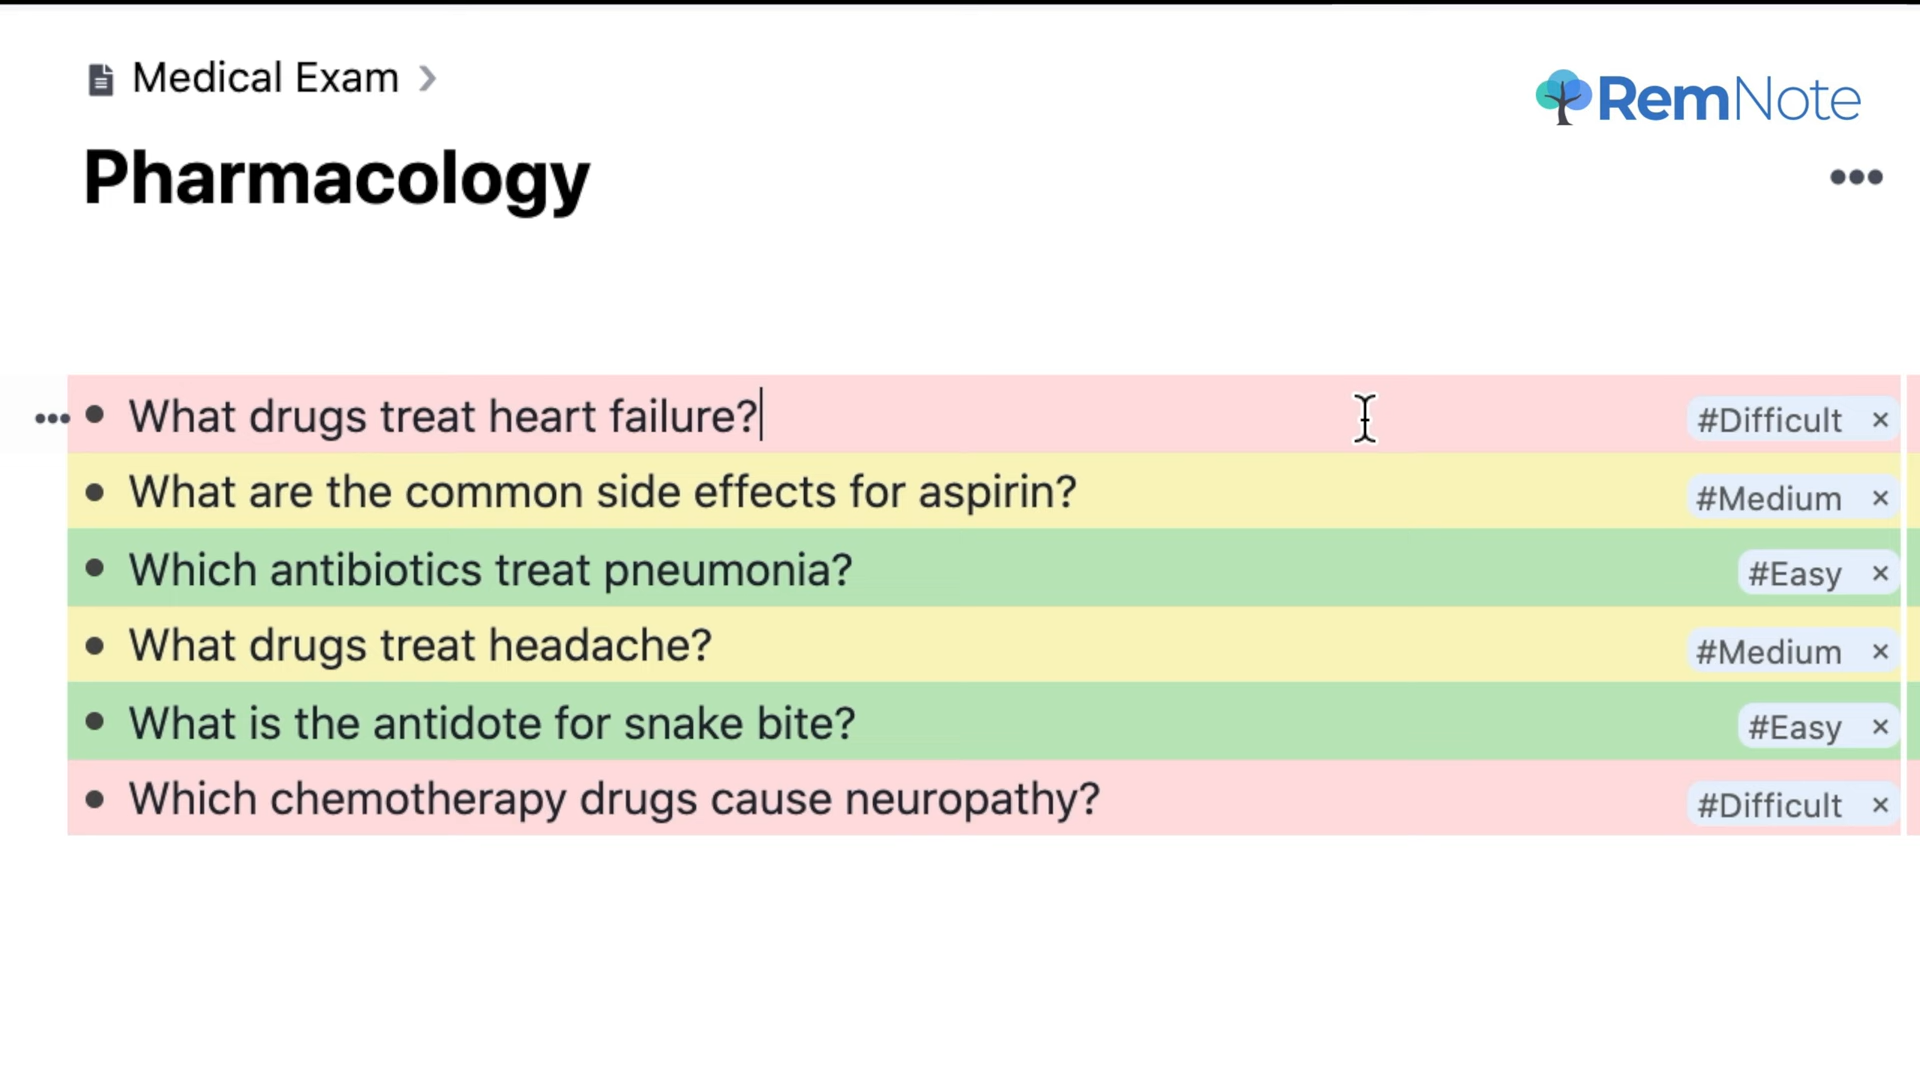 Medical Exam
RemNote
Pharmacology
What drugs treat heart failure? #Difficult ×
What are the common side effects for aspirin? #Medium ×
Which antibiotics treat pneumonia? #Easy ×
What drugs treat headache? #Medium ×
What is the antidote for snake bite? #Easy ×
Which chemotherapy drugs cause neuropathy? #Difficult ×